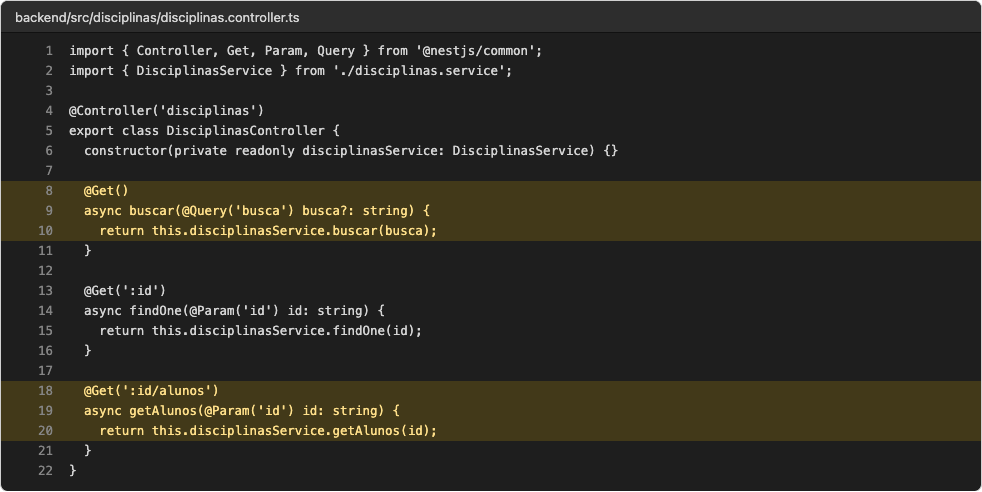 backend/src/disciplinas/disciplinas.controller.ts
1 import { Controller, Get, Param, Query } from '@nestjs/common';
2 import { DisciplinasService } from './disciplinas.service';
3
4 @Controller('disciplinas')
5 export class DisciplinasController {
6   constructor(private readonly disciplinasService: DisciplinasService) {}
7
8   @Get()
9   async buscar(@Query('busca') busca?: string) {
10     return this.disciplinasService.buscar(busca);
11   }
12
13   @Get(':id')
14   async findOne(@Param('id') id: string) {
15     return this.disciplinasService.findOne(id);
16   }
17
18   @Get(':id/alunos')
19   async getAlunos(@Param('id') id: string) {
20     return this.disciplinasService.getAlunos(id);
21   }
22 }